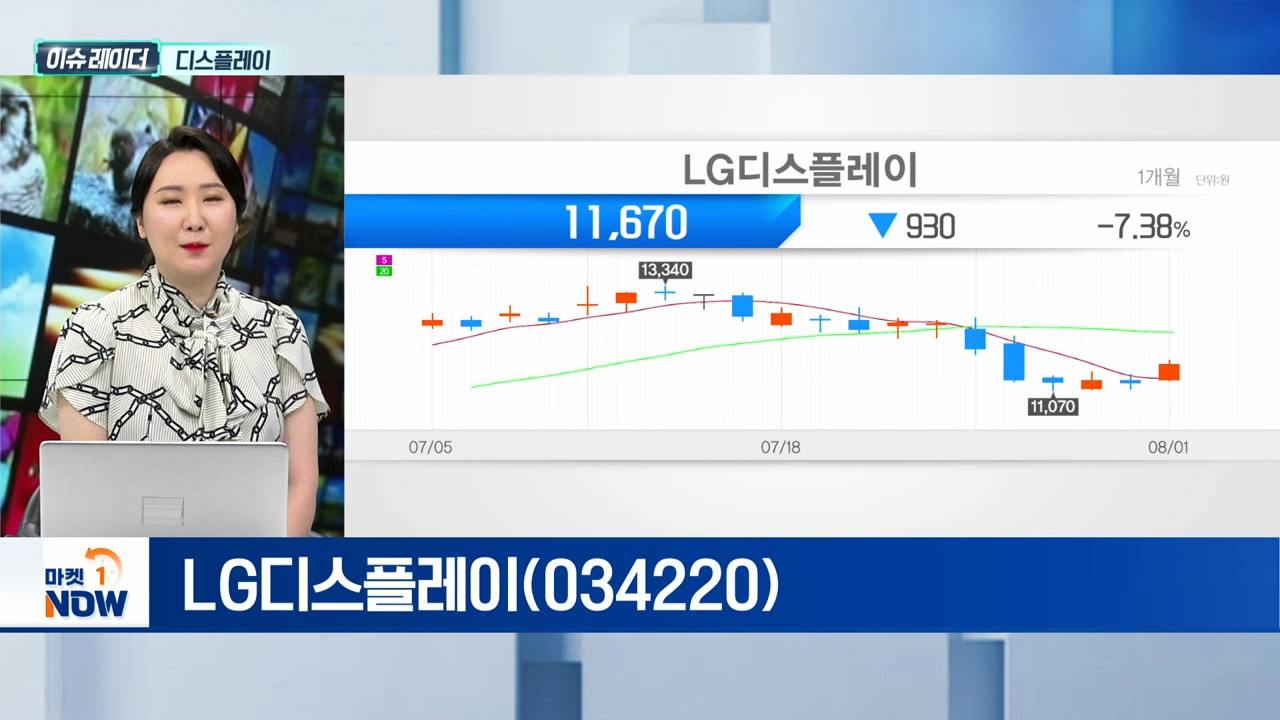 이슈 레이더 디스플레이
LG디스플레이
1개월 단위:원
11,670 ▼ 930 -7.38%
5
20
13,340
11,070
07/05 07/18 08/01
마켓 1
NOW
LG디스플레이(034220)